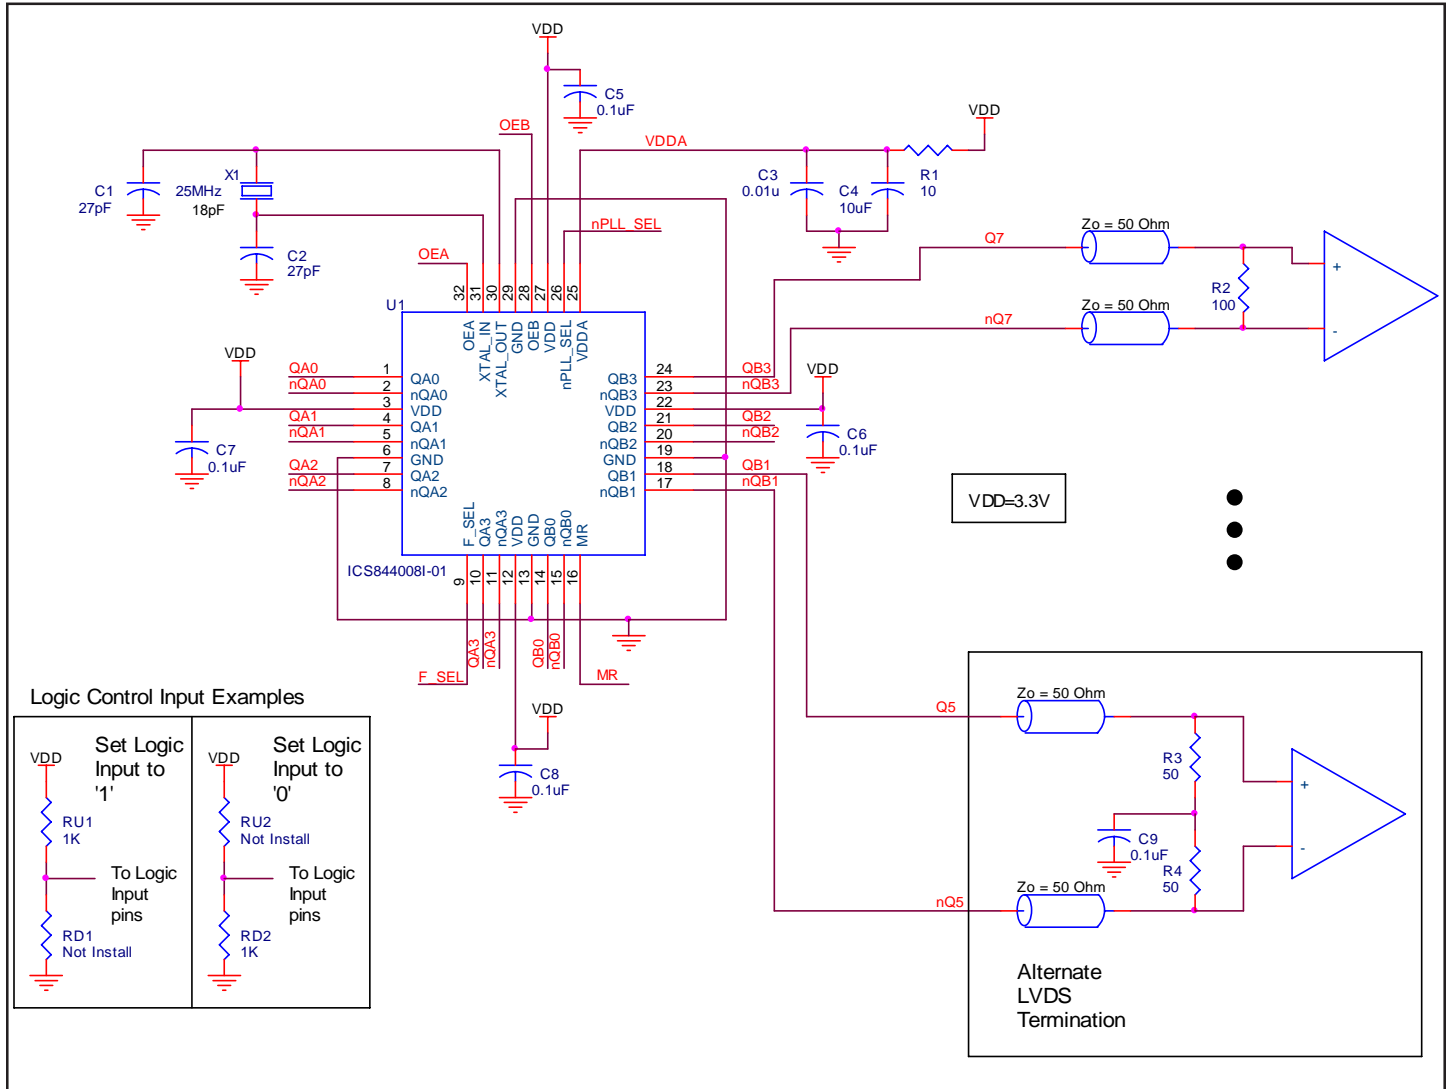 VDD
C5
0.1uF
OEB
VDDA
VDD
C1
27pF
X1
25MHz
18pF
C2
27pF
C3
0.01u
C4
10uF
R1
10
nPLL_SEL
OEA
Q7
Zo = 50 Ohm
R2
100
+
-
nQ7
Zo = 50 Ohm
U1
32
31
30
29
28
27
26
25
OEA
XTAL_IN
XTAL_OUT
GND
OEB
VDD
nPLL_SEL
VDDA
VDD
C7
0.1uF
QA0 1 QA0
nQA0 2 nQA0
3 VDD
QA1 4 QA1
nQA1 5 nQA1
6 GND
QA2 7 QA2
nQA2 8 nQA2
QB3 24 QB3
nQB3 23 nQB3
VDD 22
QB2 21 QB2
nQB2 20 nQB2
GND 19
QB1 18 QB1
nQB1 17 nQB1
VDD
C6
0.1uF
F_SEL
QA3
nQA3
VDD
GND
QB0
nQB0
MR
ICS844008I-01
9
10
11
12
13
14
15
16
F_SEL
QA3
nQA3
QB0
nQB0
MR
VDD
C8
0.1uF
VDD=3.3V
Logic Control Input Examples
VDD
Set Logic
Input to
'1'
RU1
1K
To Logic
Input
pins
RD1
Not Install
VDD
Set Logic
Input to
'0'
RU2
Not Install
To Logic
Input
pins
RD2
1K
Q5
Zo = 50 Ohm
R3
50
C9
0.1uF
R4
50
+
-
nQ5
Zo = 50 Ohm
Alternate
LVDS
Termination